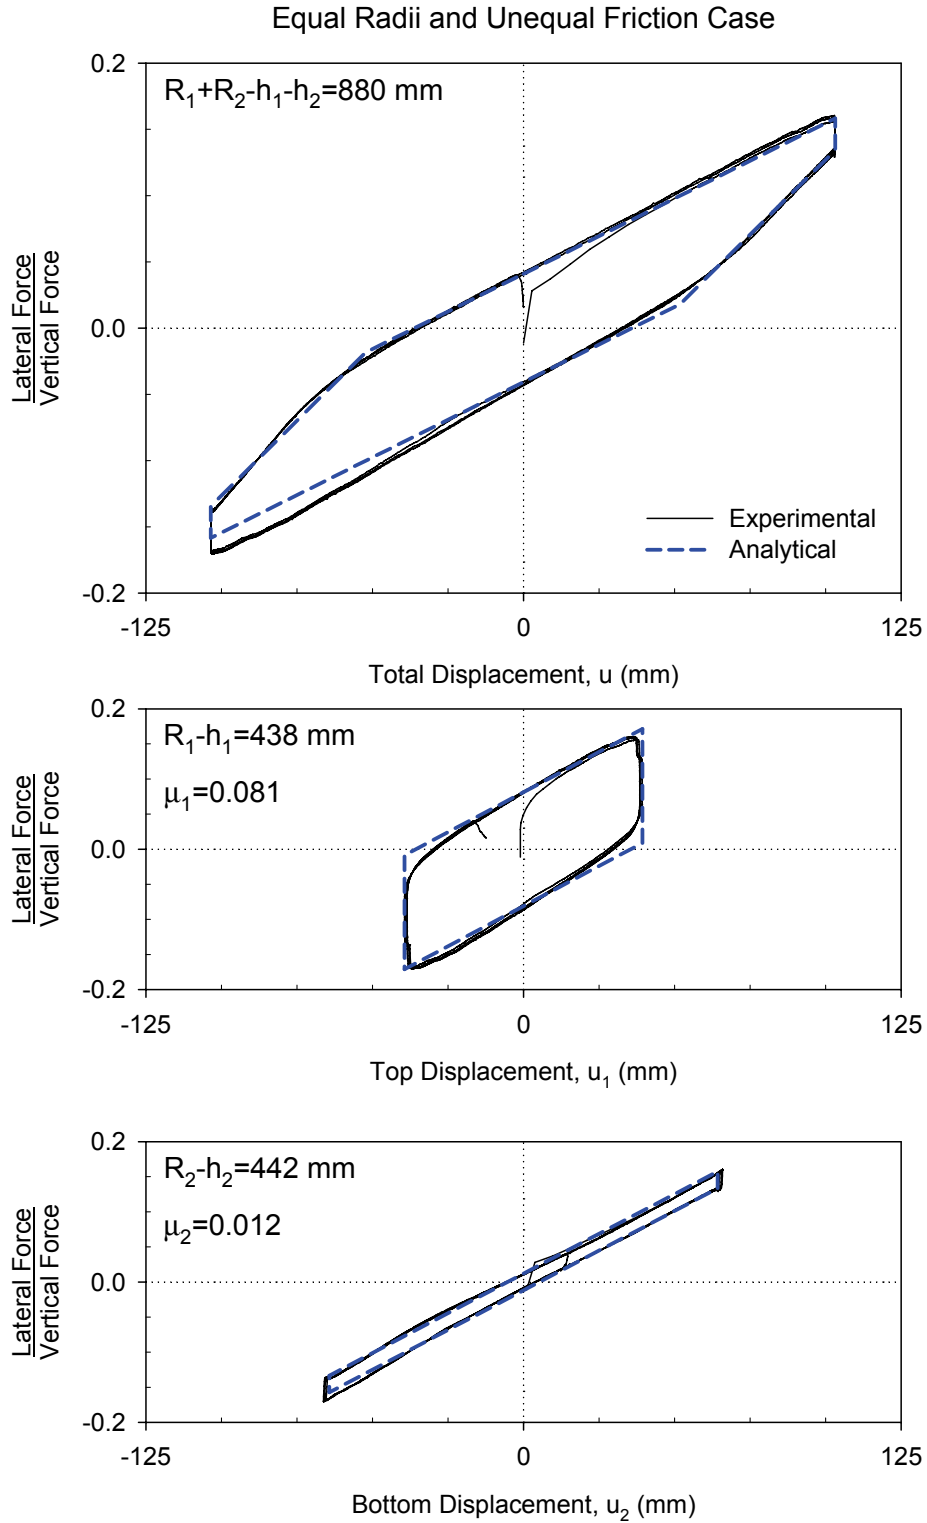 Equal Radii and Unequal Friction Case
0.2
R₁+R₂-h₁-h₂=880 mm
Lateral Force
Vertical Force
0.0
Experimental
Analytical
-0.2
-125 0 125
Total Displacement, u (mm)
0.2
R₁-h₁=438 mm
μ₁=0.081
Lateral Force
Vertical Force
0.0
-0.2
-125 0 125
Top Displacement, u₁ (mm)
0.2
R₂-h₂=442 mm
μ₂=0.012
Lateral Force
Vertical Force
0.0
-0.2
-125 0 125
Bottom Displacement, u₂ (mm)